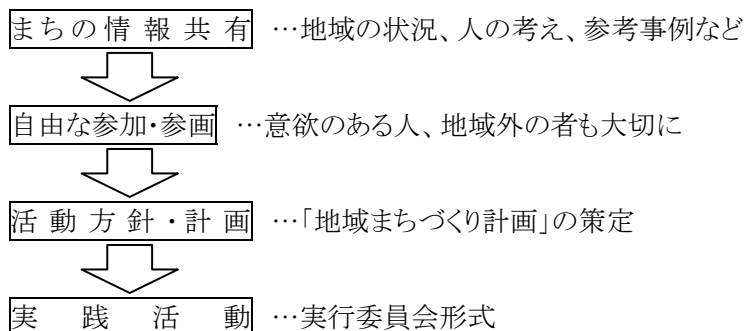 まちの情報共有 …地域の状況、人の考え、参考事例など
自由な参加・参画 …意欲のある人、地域外の者も大切に
活動方針・計画 …「地域まちづくり計画」の策定
実践活動 …実行委員会形式